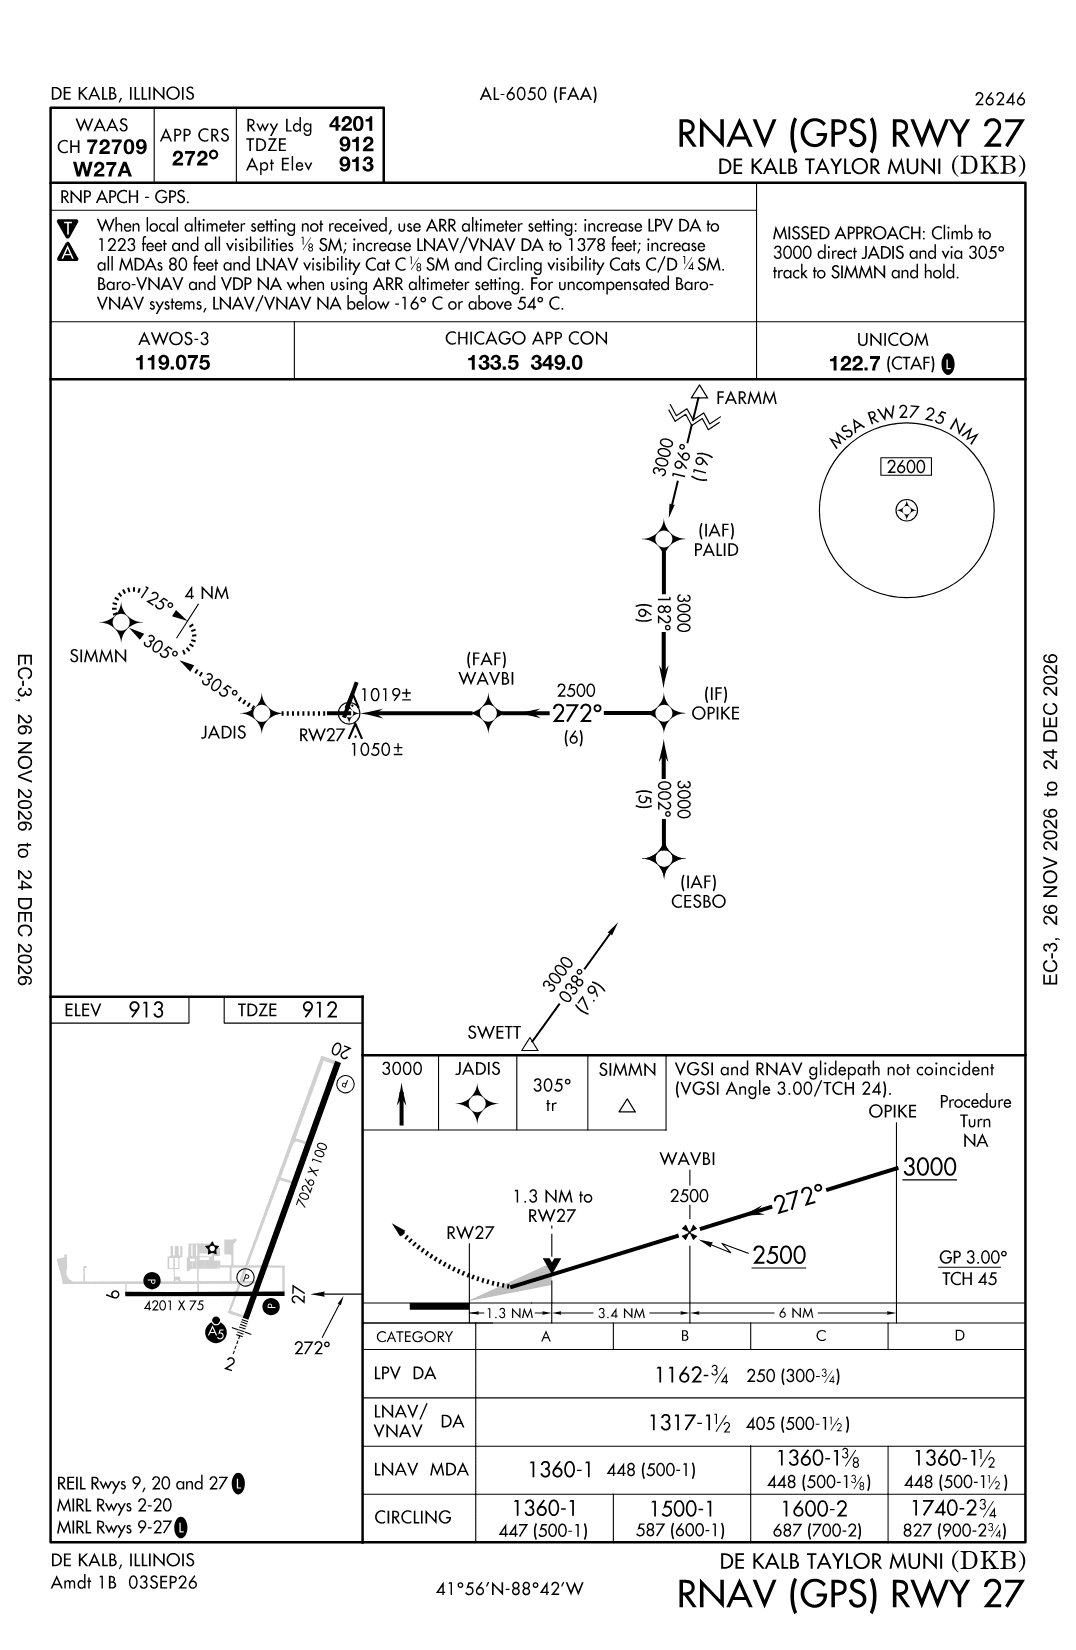 DE KALB, ILLINOIS
AL-6050 (FAA)
26246
WAAS
CH 72709
W27A
APP CRS
272°
Rwy Ldg 4201
TDZE 912
Apt Elev 913
RNAV (GPS) RWY 27
DE KALB TAYLOR MUNI (DKB)
RNP APCH - GPS.
T
A
When local altimeter setting not received, use ARR altimeter setting: increase LPV DA to
1223 feet and all visibilities ⅛ SM; increase LNAV/VNAV DA to 1378 feet; increase
all MDAs 80 feet and LNAV visibility Cat C ⅛ SM and Circling visibility Cats C/D ¼ SM.
Baro-VNAV and VDP NA when using ARR altimeter setting. For uncompensated Baro-
VNAV systems, LNAV/VNAV NA below -16° C or above 54° C.
MISSED APPROACH: Climb to
3000 direct JADIS and via 305°
track to SIMMN and hold.
AWOS-3
119.075
CHICAGO APP CON
133.5 349.0
UNICOM
122.7 (CTAF) L
FARMM
3000
196°
(19)
(IAF)
PALID
3000
182°
(6)
MSA RW27 25 NM
2600
4 NM
125°
305°
SIMMN
305°
JADIS
RW27
1019±
1050±
(FAF)
WAVBI
2500
272°
(6)
(IF)
OPIKE
3000
002°
(5)
(IAF)
CESBO
3000
038°
(7.9)
SWETT
EC-3, 26 NOV 2026 to 24 DEC 2026
EC-3, 26 NOV 2026 to 24 DEC 2026
ELEV 913
TDZE 912
20
P
7026 X 100
P
P
9
4201 X 75
27
P
A5
2
272°
REIL Rwys 9, 20 and 27 L
MIRL Rwys 2-20
MIRL Rwys 9-27 L
3000
JADIS
305°
tr
SIMMN
VGSI and RNAV glidepath not coincident
(VGSI Angle 3.00/TCH 24).
OPIKE
Procedure
Turn
NA
3000
WAVBI
2500
272°
2500
1.3 NM to
RW27
RW27
GP 3.00°
TCH 45
1.3 NM
3.4 NM
6 NM
CATEGORY A B C D
LPV DA 1162-¾ 250 (300-¾)
LNAV/
VNAV DA 1317-1½ 405 (500-1½)
LNAV MDA 1360-1 448 (500-1)
1360-1⅜
448 (500-1⅜)
1360-1½
448 (500-1½)
CIRCLING
1360-1
447 (500-1)
1500-1
587 (600-1)
1600-2
687 (700-2)
1740-2¾
827 (900-2¾)
DE KALB, ILLINOIS
Amdt 1B 03SEP26
41°56'N-88°42'W
DE KALB TAYLOR MUNI (DKB)
RNAV (GPS) RWY 27